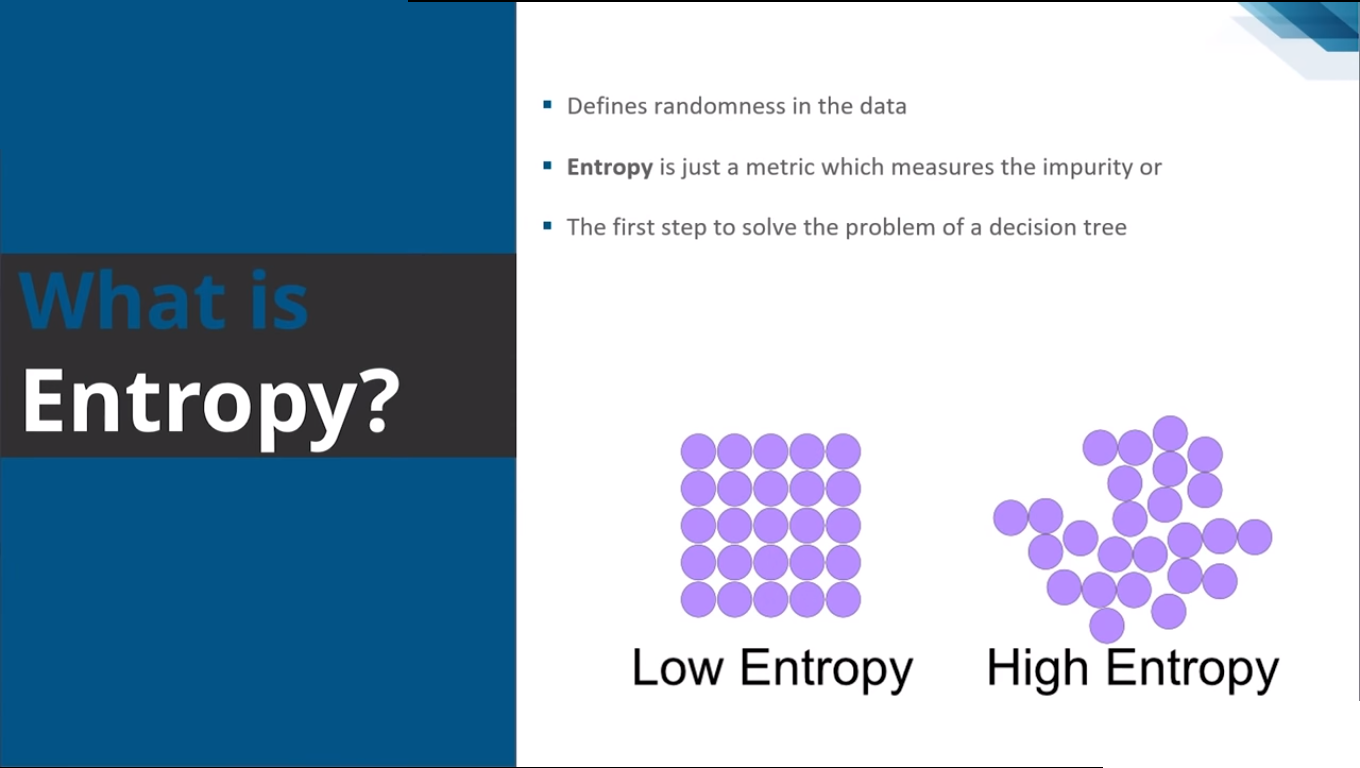 What is
Entropy?
Defines randomness in the data
Entropy is just a metric which measures the impurity or
The first step to solve the problem of a decision tree
Low Entropy
High Entropy